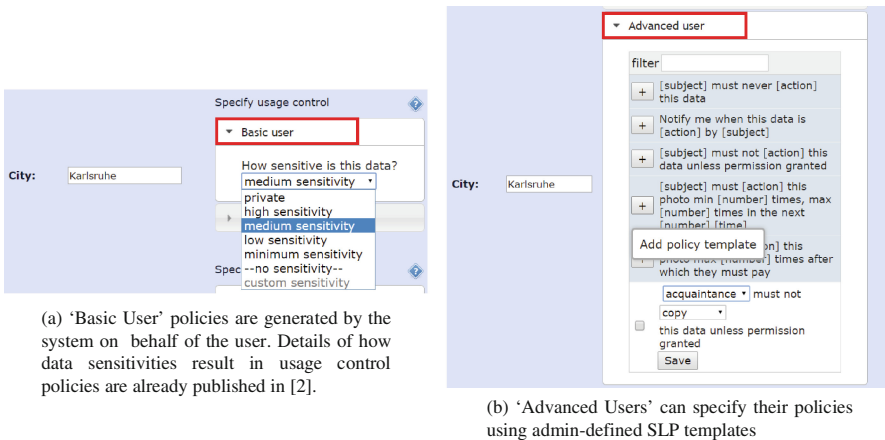 Specify usage control
Basic user
How sensitive is this data?
City:
Karlsruhe
medium sensitivity
private
high sensitivity
medium sensitivity
low sensitivity
minimum sensitivity
--no sensitivity--
custom sensitivity
Spec
(a) ‘Basic User’ policies are generated by the
system on behalf of the user. Details of how
data sensitivities result in usage control
policies are already published in [2].
Advanced user
filter
+ [subject] must never [action]
this data
+ Notify me when this data is
[action] by [subject]
+ [subject] must not [action] this
data unless permission granted
City:
Karlsruhe
+ [subject] must [action] this
photo min [number] times, max
[number] times in the next
[number] [time]
Add policy template
on] this
photo max [number] times after
which they must pay
acquaintance must not
copy
this data unless permission
granted
Save
(b) ‘Advanced Users’ can specify their policies
using admin-defined SLP templates